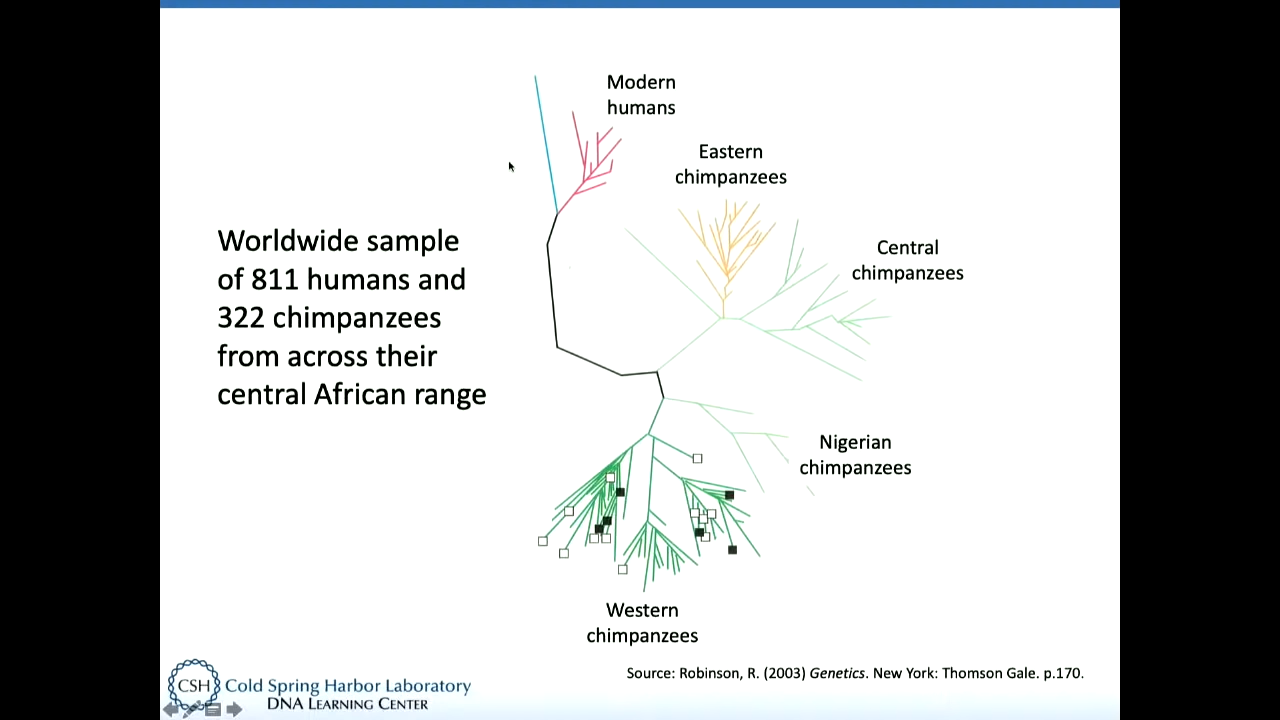 Modern
humans
Eastern
chimpanzees
Central
chimpanzees
Worldwide sample
of 811 humans and
322 chimpanzees
from across their
central African range
Nigerian
chimpanzees
Western
chimpanzees
Source: Robinson, R. (2003) Genetics. New York: Thomson Gale. p.170.
CSH Cold Spring Harbor Laboratory
DNA LEARNING CENTER